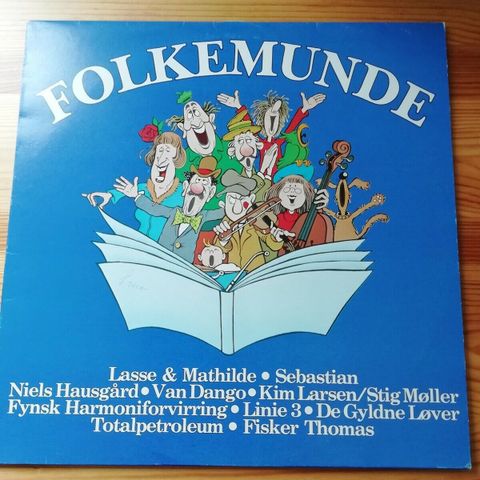 FOLKEMUNDE
Lasse & Mathilde • Sebastian
Niels Hausgård • Van Dango • Kim Larsen/Stig Møller
Fynsk Harmoniforvirring • Linie 3 • De Gyldne Løver
Totalpetroleum • Fisker Thomas